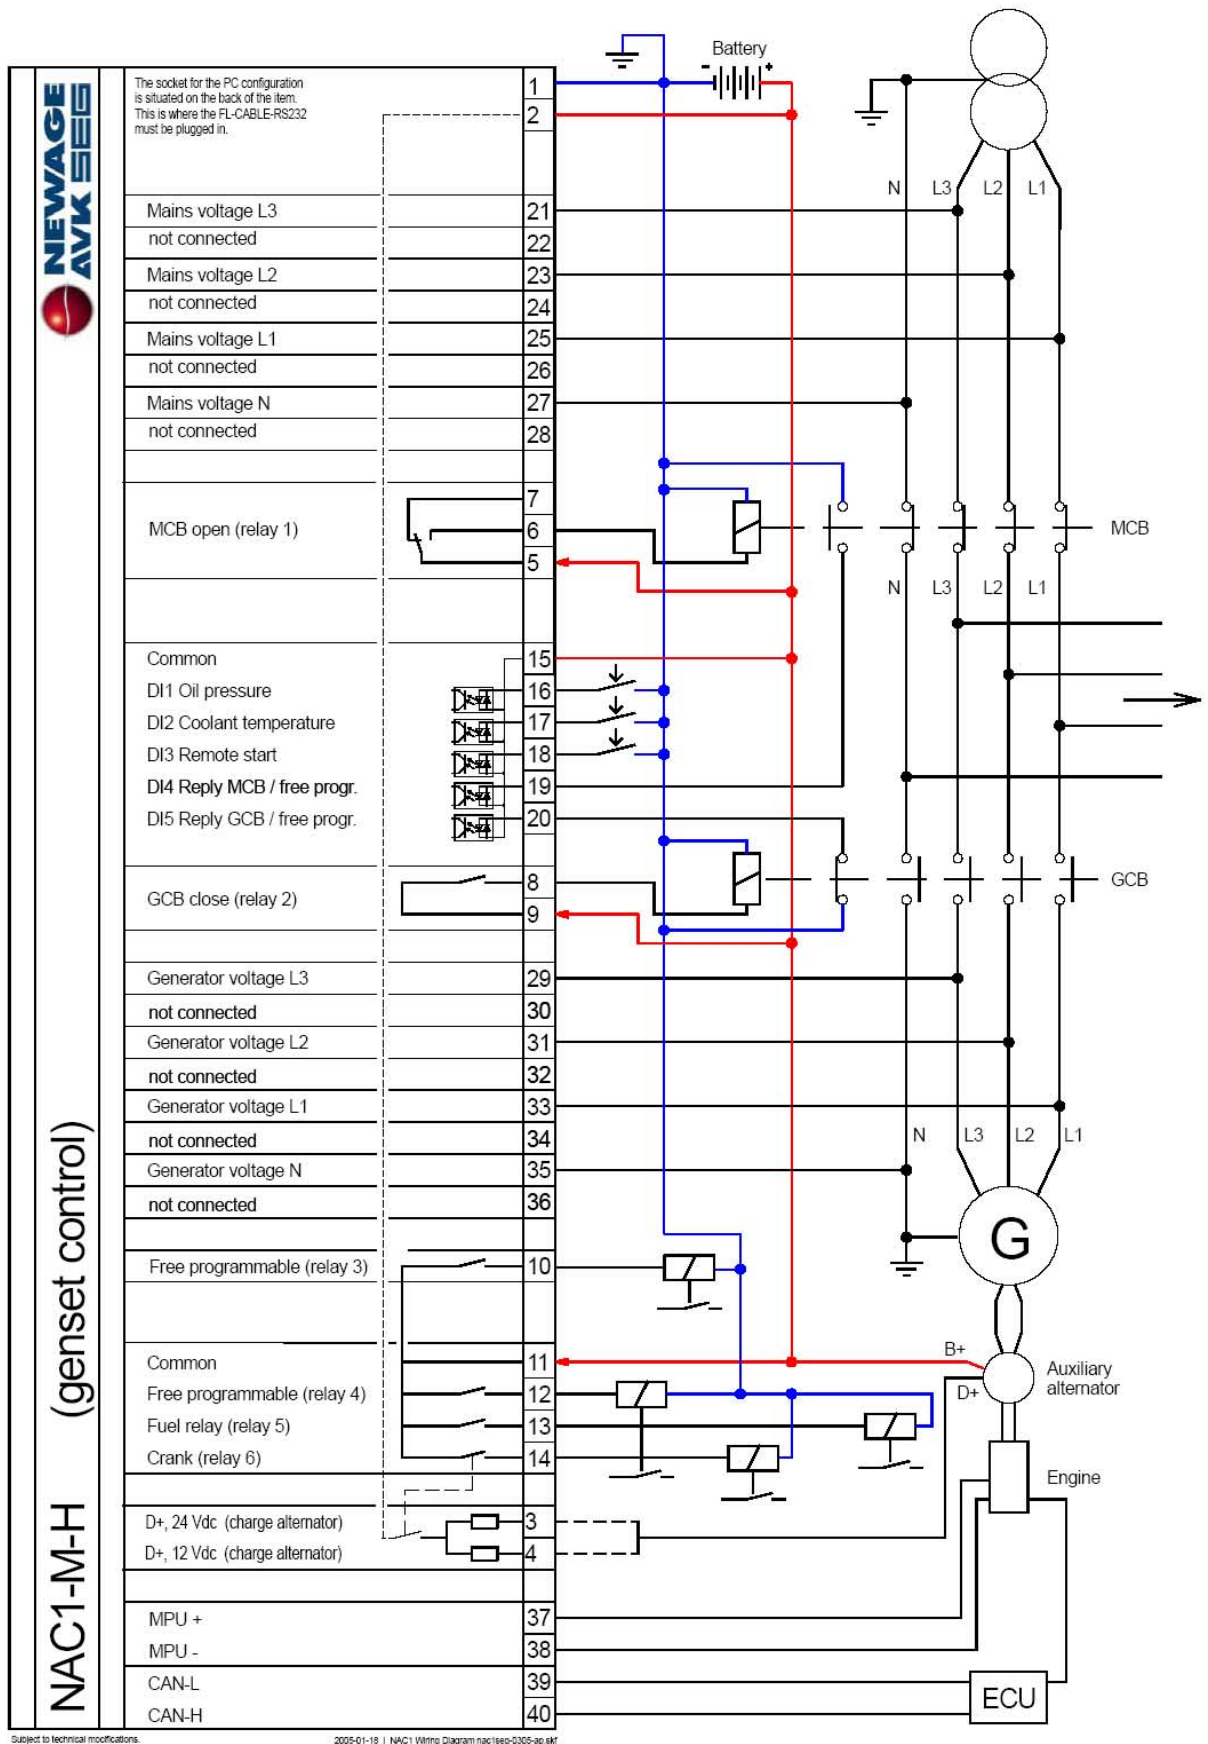 Battery
- +
NEWAGE
AVK SEG
The socket for the PC configuration
is situated on the back of the item.
This is where the FL-CABLE-RS232
must be plugged in.
1
2
N L3 L2 L1
Mains voltage L3 21
not connected 22
Mains voltage L2 23
not connected 24
Mains voltage L1 25
not connected 26
Mains voltage N 27
not connected 28
7
MCB open (relay 1) 6 MCB
5
N L3 L2 L1
Common 15
DI1 Oil pressure 16
DI2 Coolant temperature 17
DI3 Remote start 18
DI4 Reply MCB / free progr. 19
DI5 Reply GCB / free progr. 20
GCB close (relay 2) 8 GCB
9
Generator voltage L3 29
not connected 30
Generator voltage L2 31
not connected 32
Generator voltage L1 33
not connected 34
N L3 L2 L1
Generator voltage N 35
not connected 36
G
Free programmable (relay 3) 10
B+
Common 11
Auxiliary
alternator
D+
Free programmable (relay 4) 12
Fuel relay (relay 5) 13
Crank (relay 6) 14
Engine
D+, 24 Vdc (charge alternator) 3
D+, 12 Vdc (charge alternator) 4
MPU + 37
MPU - 38
CAN-L 39
CAN-H 40
ECU
NAC1-M-H (genset control)
Subject to technical mocifications.
2005-01-18 | NAC1 Wiring Diagram nac1seg-0305-ap.skf